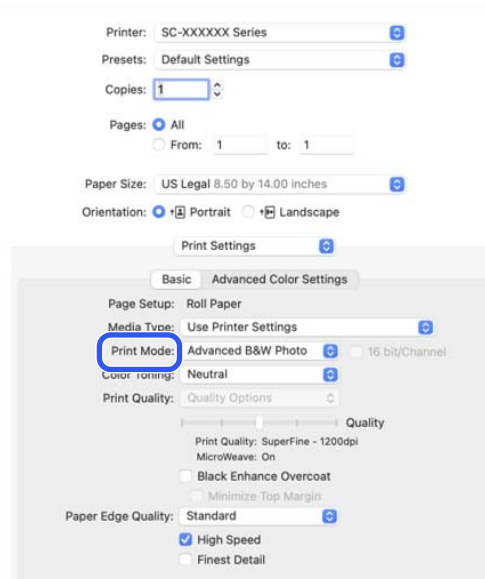 Printer: SC-XXXXXX Series
Presets: Default Settings
Copies: 1
Pages: All
From: 1 to: 1
Paper Size: US Legal 8.50 by 14.00 inches
Orientation: Portrait Landscape
Print Settings
Basic Advanced Color Settings
Page Setup: Roll Paper
Media Type: Use Printer Settings
Print Mode: Advanced B&W Photo 16 bit/Channel
Color Toning: Neutral
Print Quality: Quality Options
Quality
Print Quality: SuperFine - 1200dpi
MicroWeave: On
Black Enhance Overcoat
Minimize Top Margin
Paper Edge Quality: Standard
High Speed
Finest Detail